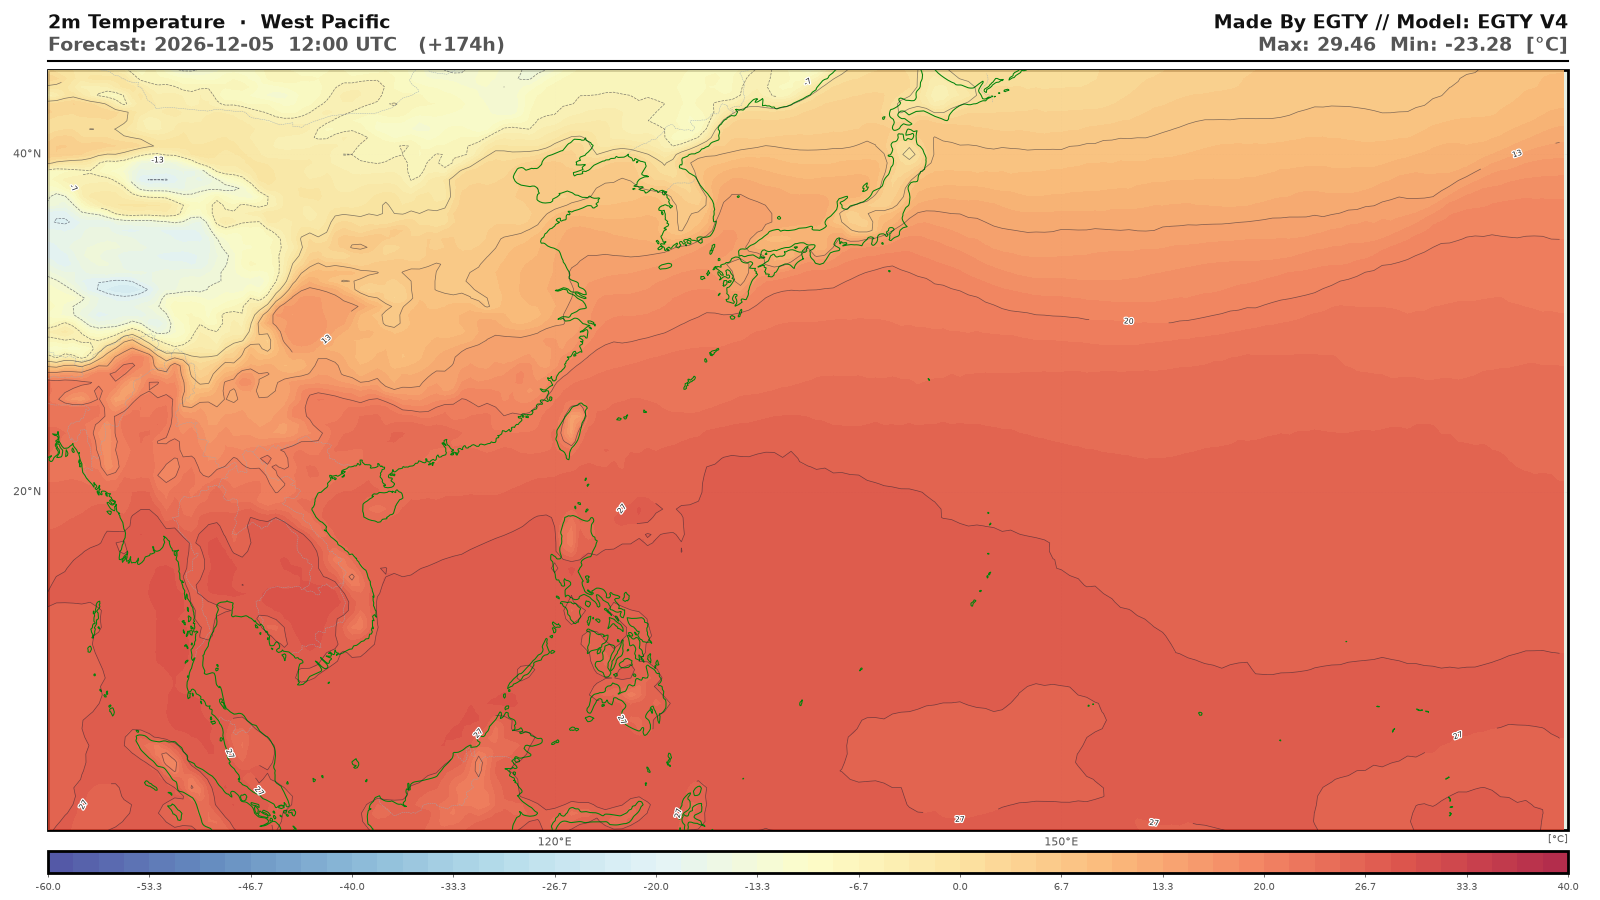 2m Temperature · West Pacific
Made By EGTY // Model: EGTY V4
Forecast: 2026-12-05 12:00 UTC (+174h)
Max: 29.46 Min: -23.28 [°C]
-7
13
40°N
-13
-7
20
13
20°N
27
27
27
27
27
27
27
27
27
27
120°E
150°E
[°C]
-60.0 -53.3 -46.7 -40.0 -33.3 -26.7 -20.0 -13.3 -6.7 0.0 6.7 13.3 20.0 26.7 33.3 40.0